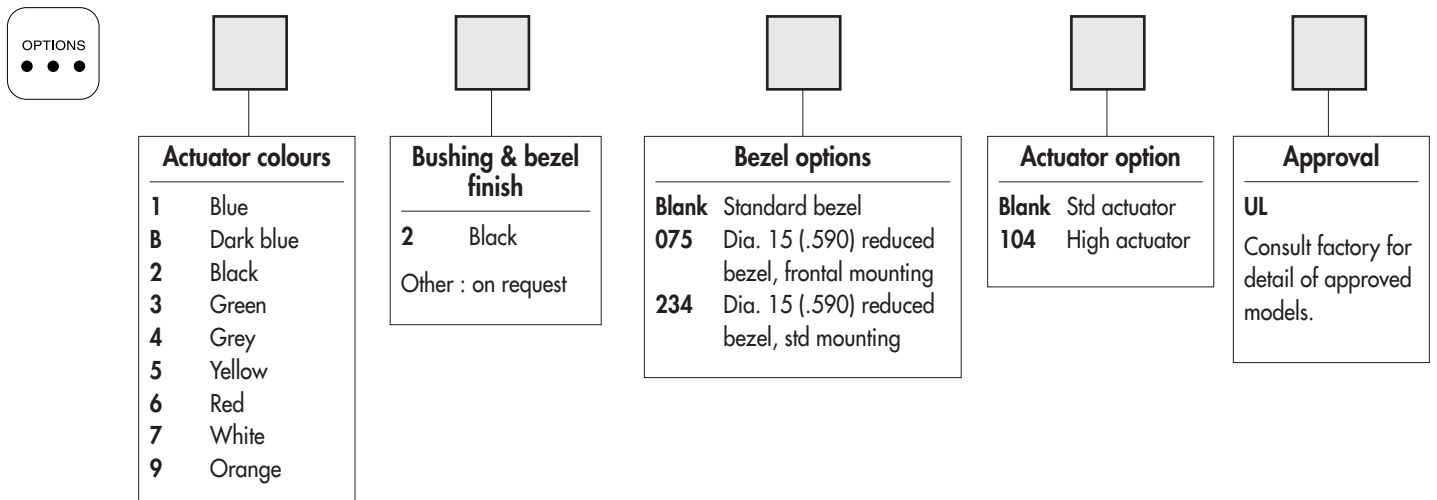 OPTIONS
Actuator colours
1 Blue
B Dark blue
2 Black
3 Green
4 Grey
5 Yellow
6 Red
7 White
9 Orange
Bushing & bezel
finish
2 Black
Other : on request
Bezel options
Blank Standard bezel
075 Dia. 15 (.590) reduced
bezel, frontal mounting
234 Dia. 15 (.590) reduced
bezel, std mounting
Actuator option
Blank Std actuator
104 High actuator
Approval
UL
Consult factory for
detail of approved
models.